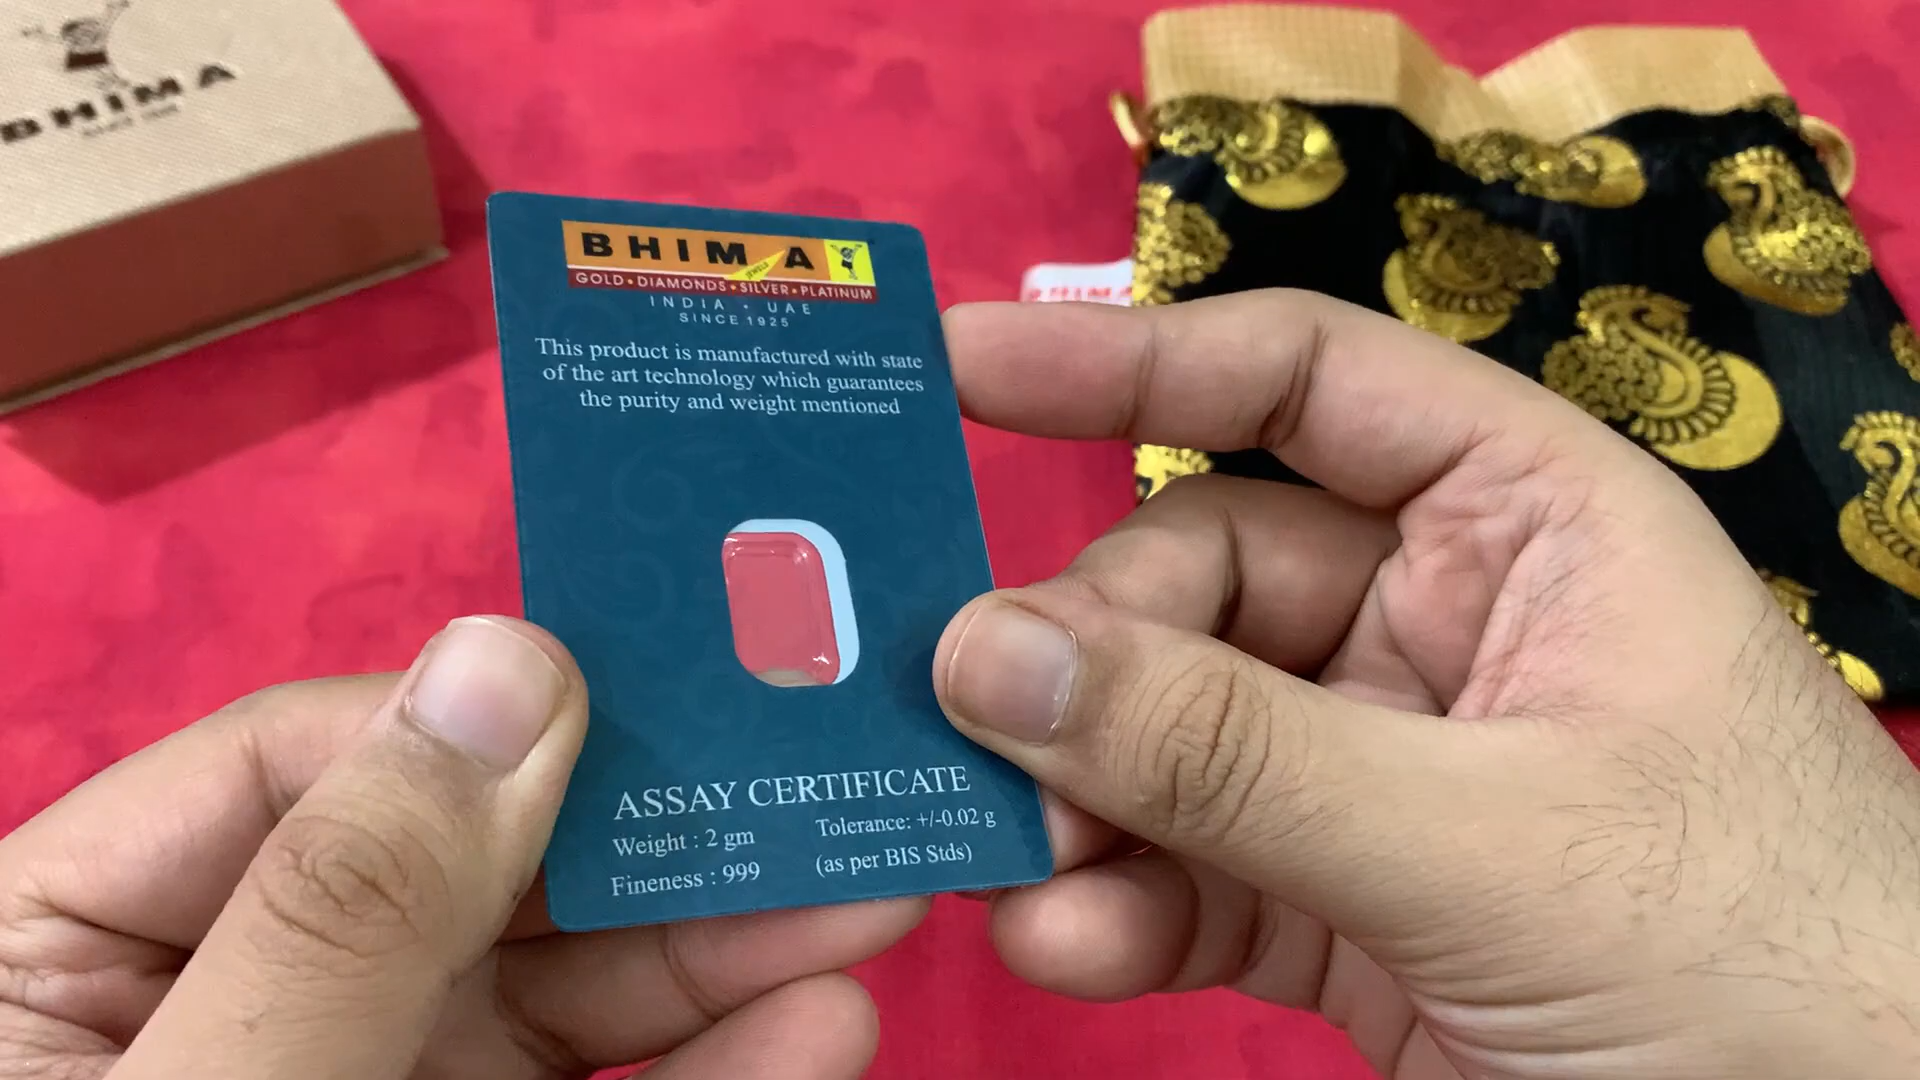 BHIMA
BHIMA
JEWELS
GOLD • DIAMONDS • SILVER • PLATINUM
INDIA • UAE
SINCE 1925
This product is manufactured with state
of the art technology which guarantees
the purity and weight mentioned
ASSAY CERTIFICATE
Weight : 2 gm
Tolerance: +/-0.02 g
Fineness : 999
(as per BIS Stds)
BHIMA